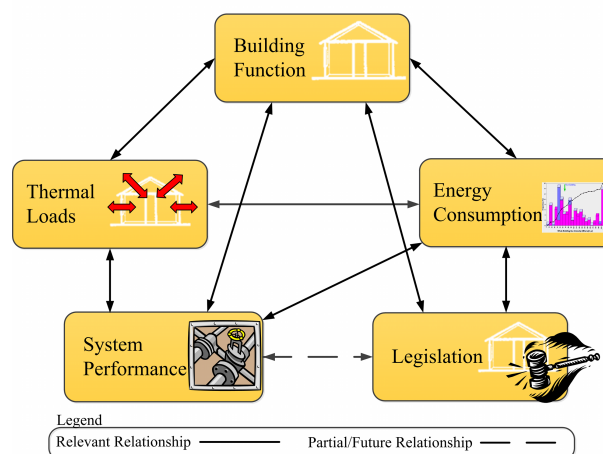 Building
Function
Thermal
Loads
Energy
Consumption
System
Performance
Legislation
Legend
Relevant Relationship
Partial/Future Relationship